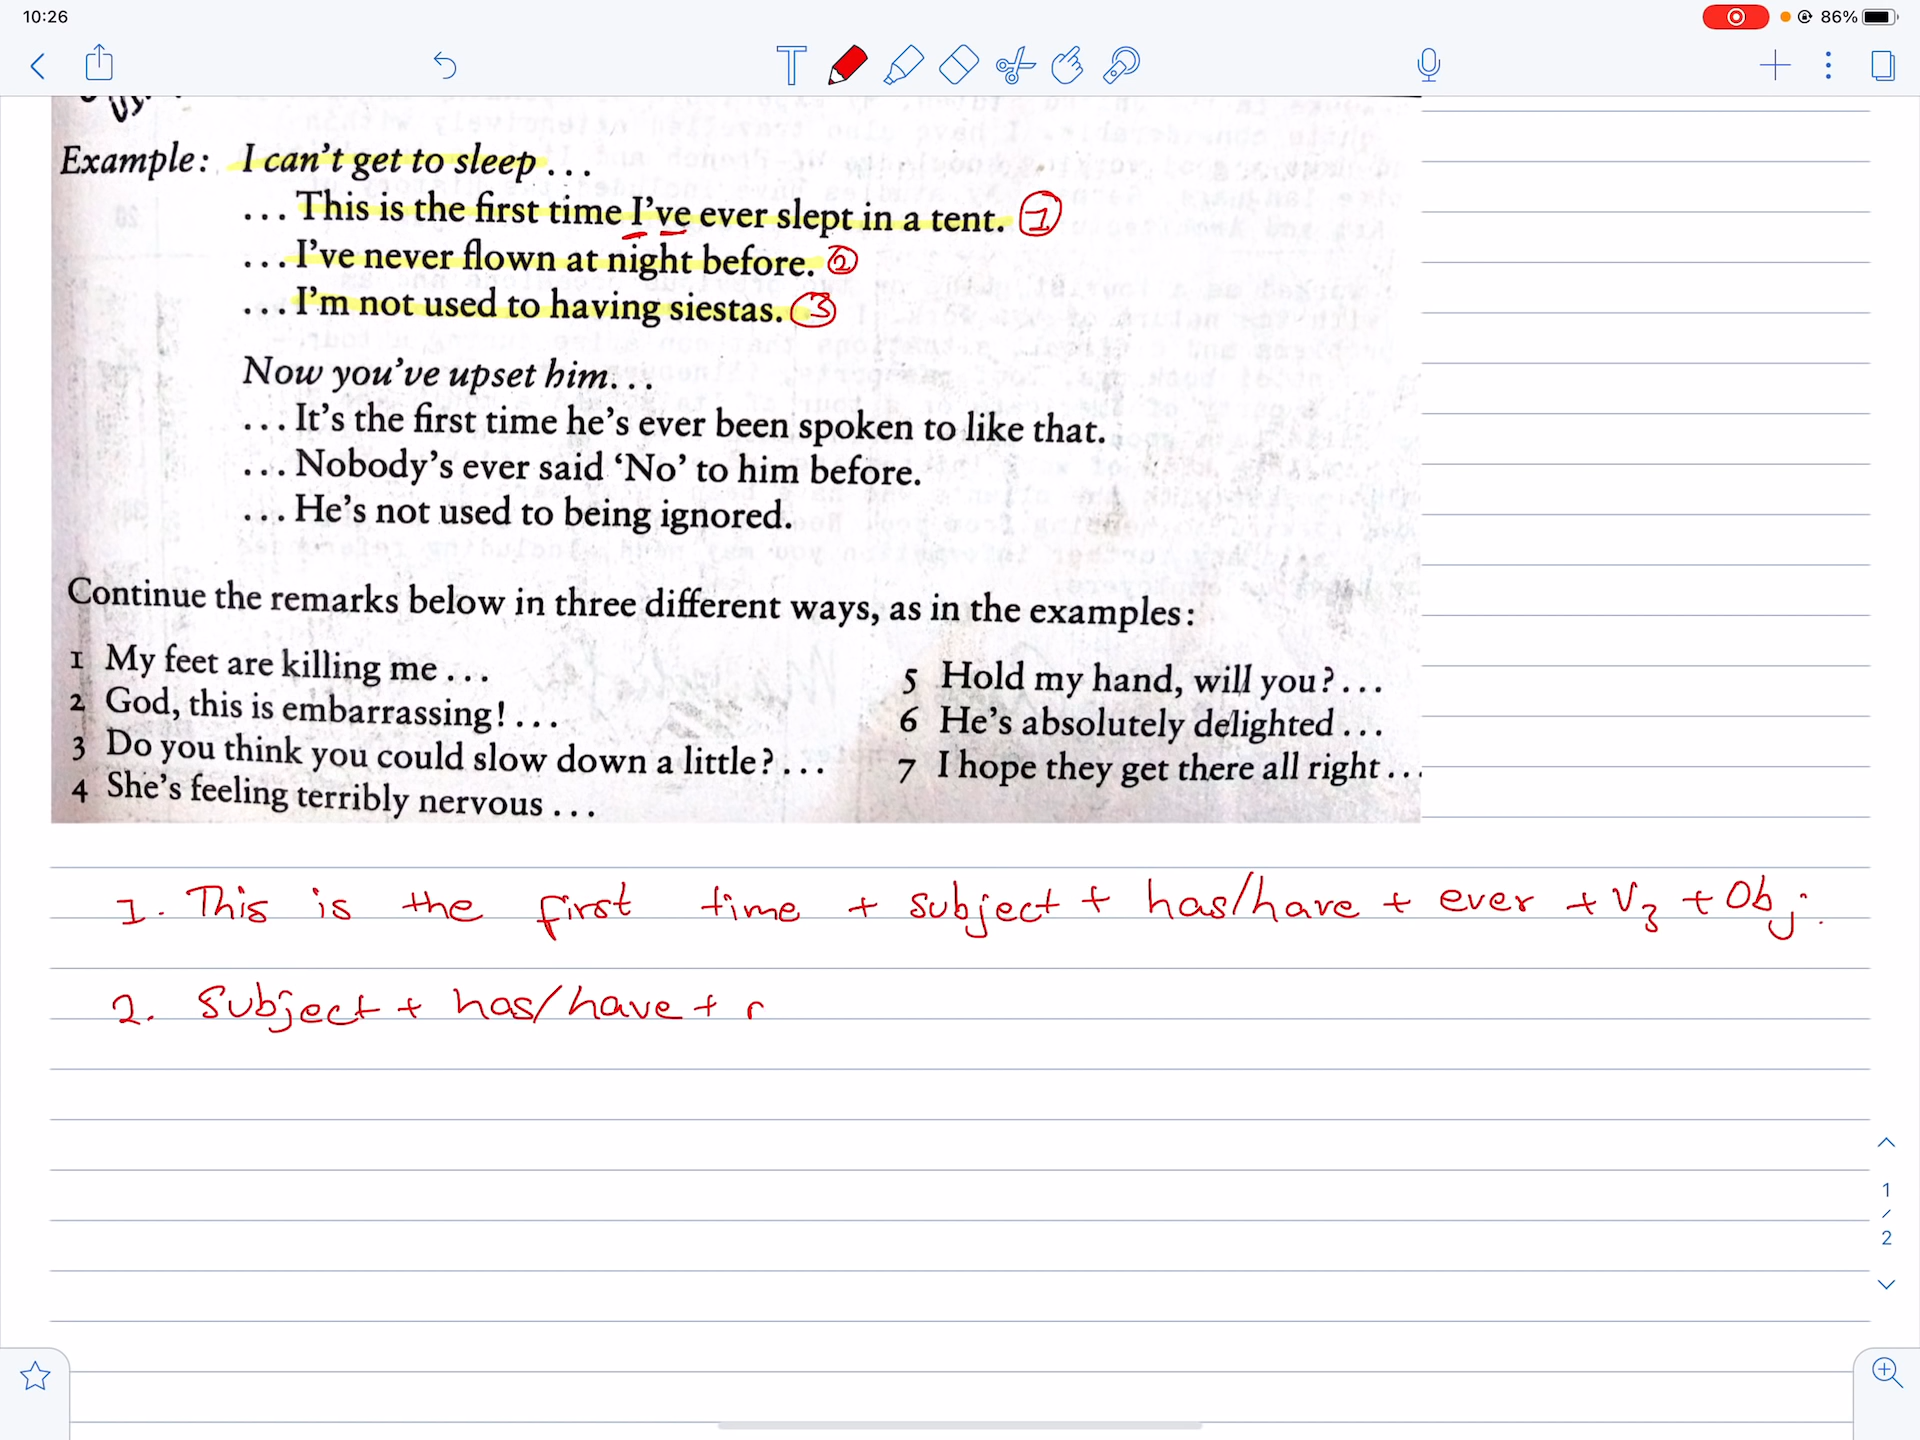 10:26
86%
Example: I can't get to sleep ...
... This is the first time I've ever slept in a tent. 1
... I've never flown at night before. 2
... I'm not used to having siestas. 3
Now you've upset him...
... It's the first time he's ever been spoken to like that.
... Nobody's ever said 'No' to him before.
... He's not used to being ignored.
Continue the remarks below in three different ways, as in the examples:
1 My feet are killing me ...
2 God, this is embarrassing! ...
3 Do you think you could slow down a little? ...
4 She's feeling terribly nervous ...
5 Hold my hand, will you? ...
6 He's absolutely delighted ...
7 I hope they get there all right ...
1. This is the first time + subject + has/have + ever + V3 + Obj.
2. Subject + has/have +
1
/
2